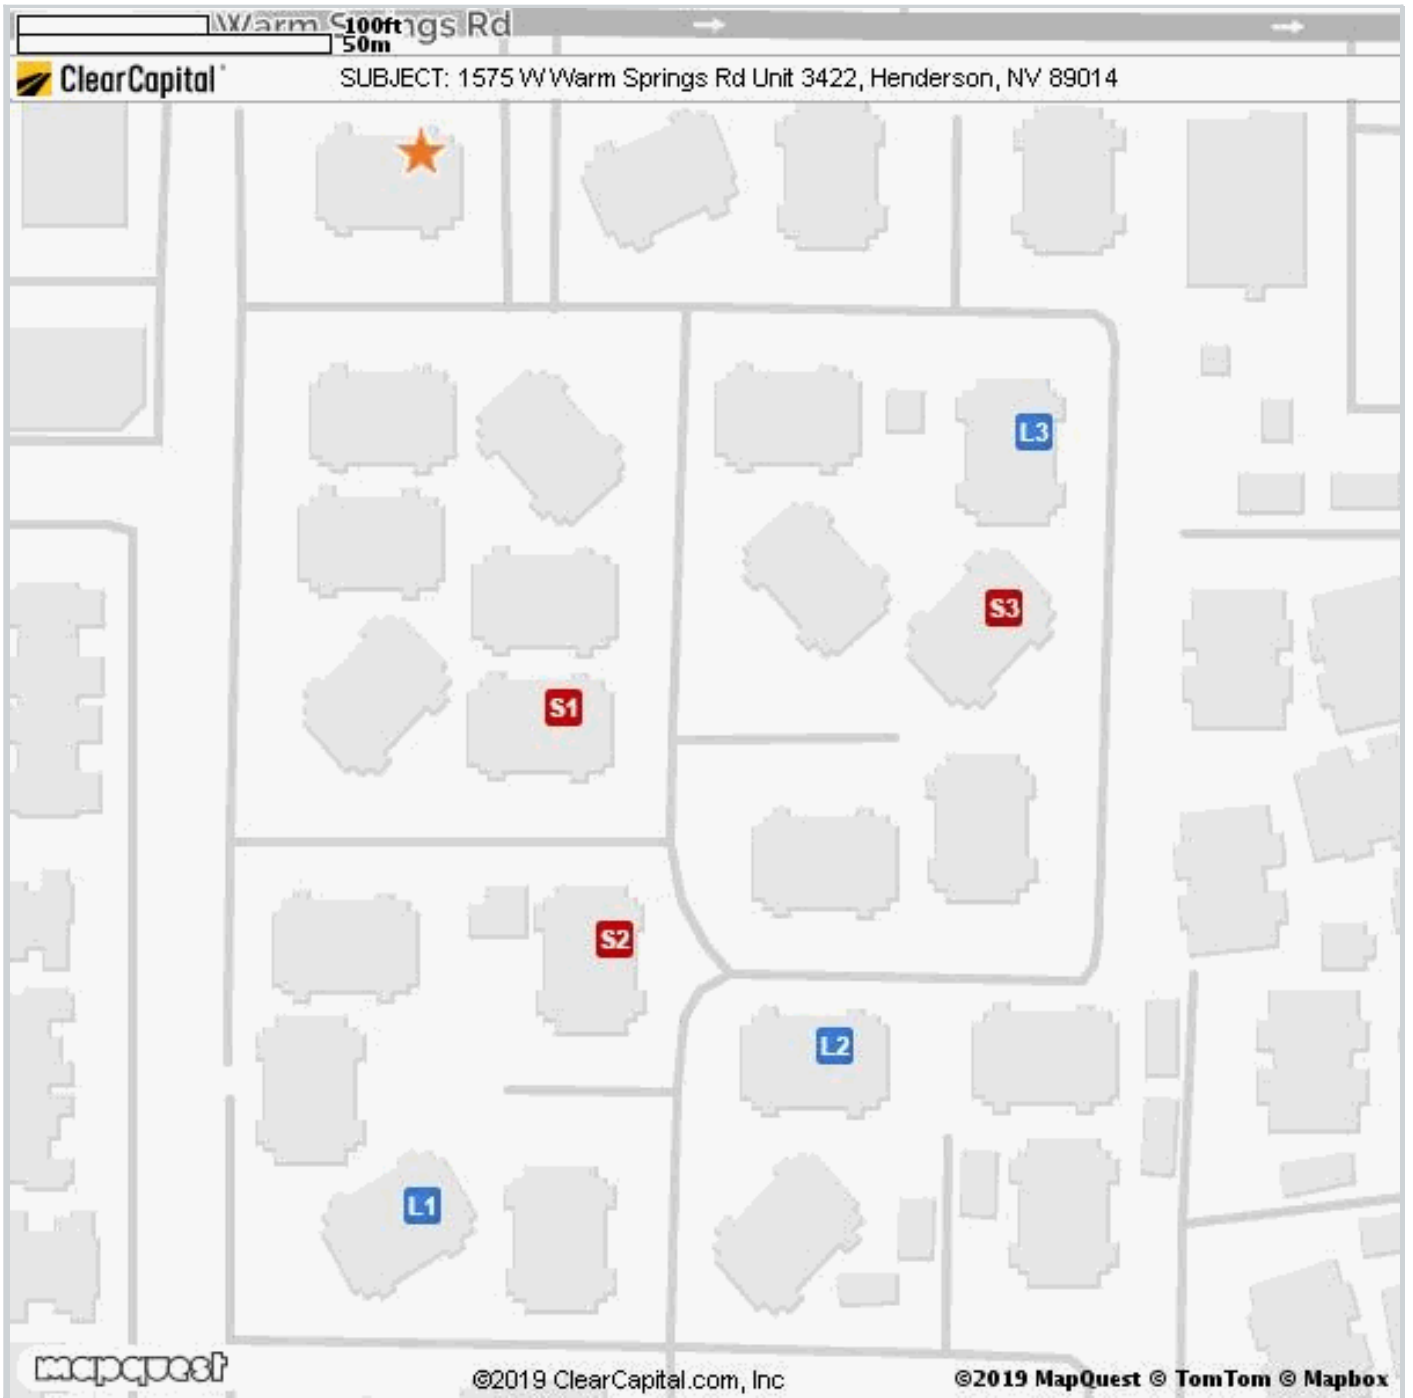 Warm Springs Rd
100ft
50m
ClearCapital
SUBJECT: 1575 W Warm Springs Rd Unit 3422, Henderson, NV 89014
L3
S3
S1
S2
L2
L1
mapquest
©2019 ClearCapital.com, Inc
©2019 MapQuest © TomTom © Mapbox